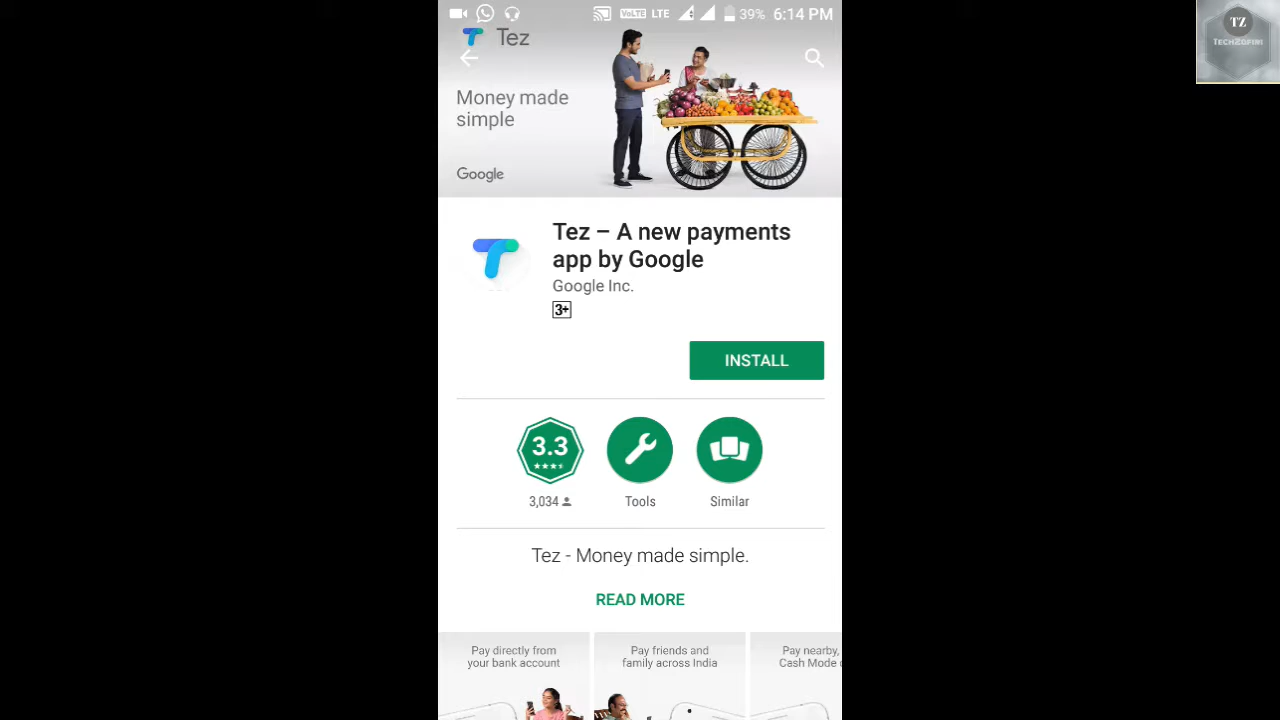 VoLTE LTE 39% 6:14 PM
TZ
TECHZOFINI
Tez
Money made
simple
Google
Tez – A new payments
app by Google
Google Inc.
3+
INSTALL
3.3
3,034
Tools
Similar
Tez - Money made simple.
READ MORE
Pay directly from
your bank account
Pay friends and
family across India
Pay nearby,
Cash Mode